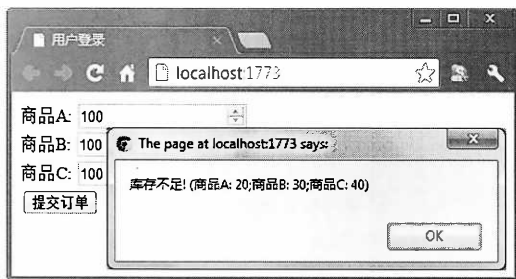 用户登录
localhost:1773
商品A: 100
The page at localhost:1773 says:
商品B: 100
商品C: 100
库存不足! (商品A: 20;商品B: 30;商品C: 40)
提交订单
OK